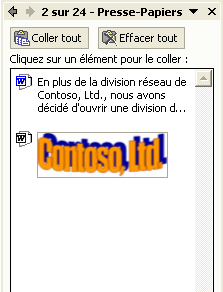 2 sur 24 - Presse-Papiers
Coller tout
Effacer tout
Cliquez sur un élément pour le coller :
En plus de la division réseau de
Contoso, Ltd., nous avons
décidé d'ouvrir une division d...
Contoso, Ltd.